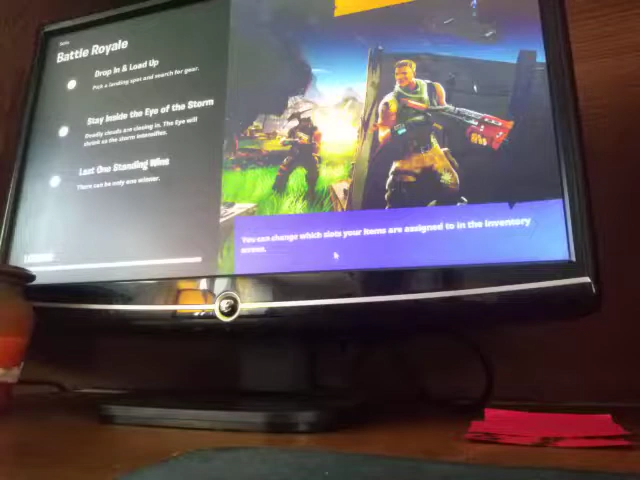 Battle Royale
Drop In & Load Up
Pick a landing spot and search for gear.
Stay Inside the Eye of the Storm
Deadly clouds are closing in. The Eye will
shrink as the storm intensifies.
Last One Standing Wins
There can be only one winner.
You can change which slots your items are assigned to in the Inventory
screen.